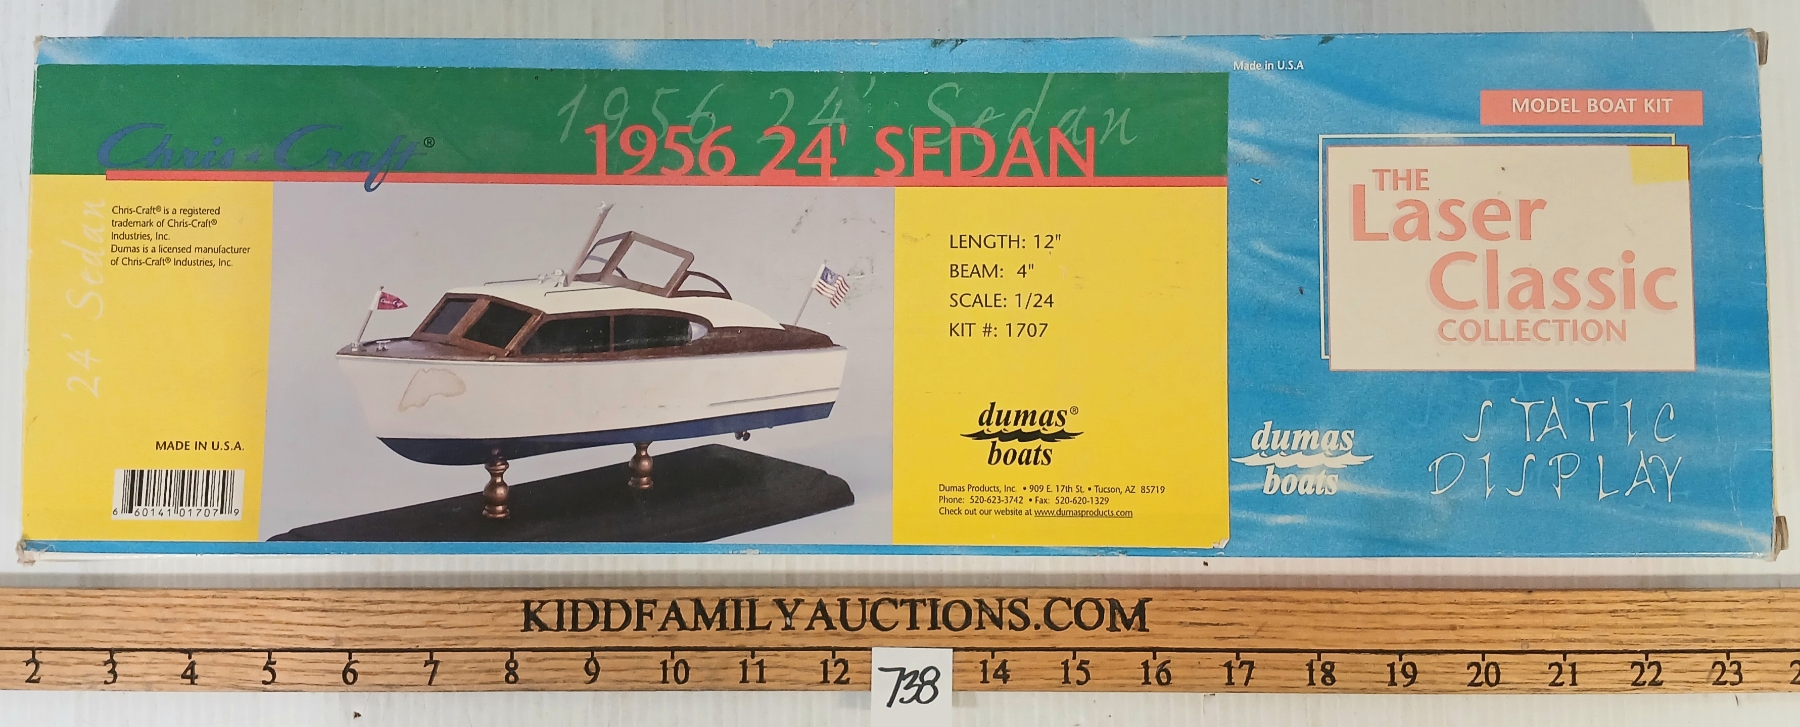 Made in U.S.A
MODEL BOAT KIT
1956 24' Sedan
Chris-Craft®
1956 24' SEDAN
THE
Laser
Classic
COLLECTION
24' Sedan
Chris-Craft® is a registered
trademark of Chris-Craft®
Industries, Inc.
Dumas is a licensed manufacturer
of Chris-Craft® Industries, Inc.
LENGTH: 12"
BEAM: 4"
SCALE: 1/24
KIT #: 1707
MADE IN U.S.A.
6 60141 01707 9
dumas®
boats
Dumas Products, Inc. • 909 E. 17th St. • Tucson, AZ 85719
Phone: 520-623-3742 • Fax: 520-620-1329
Check out our website at www.dumasproducts.com
dumas
boats
STATIC
DISPLAY
KIDDFAMILYAUCTIONS.COM
2 3 4 5 6 7 8 9 10 11 12 14 15 16 17 18 19 20 21 22 23
738